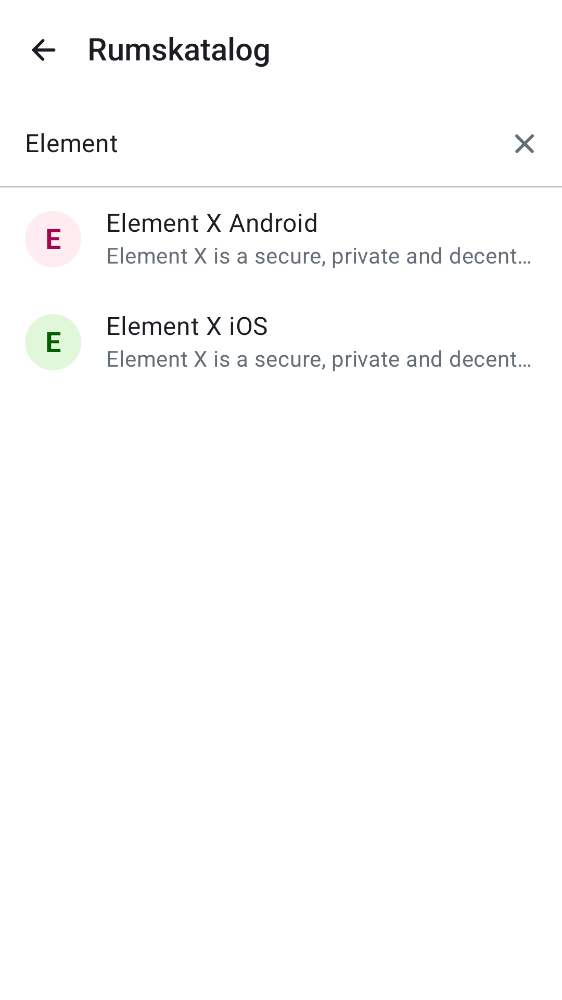 Rumskatalog
Element
E
Element X Android
Element X is a secure, private and decent…
E
Element X iOS
Element X is a secure, private and decent…